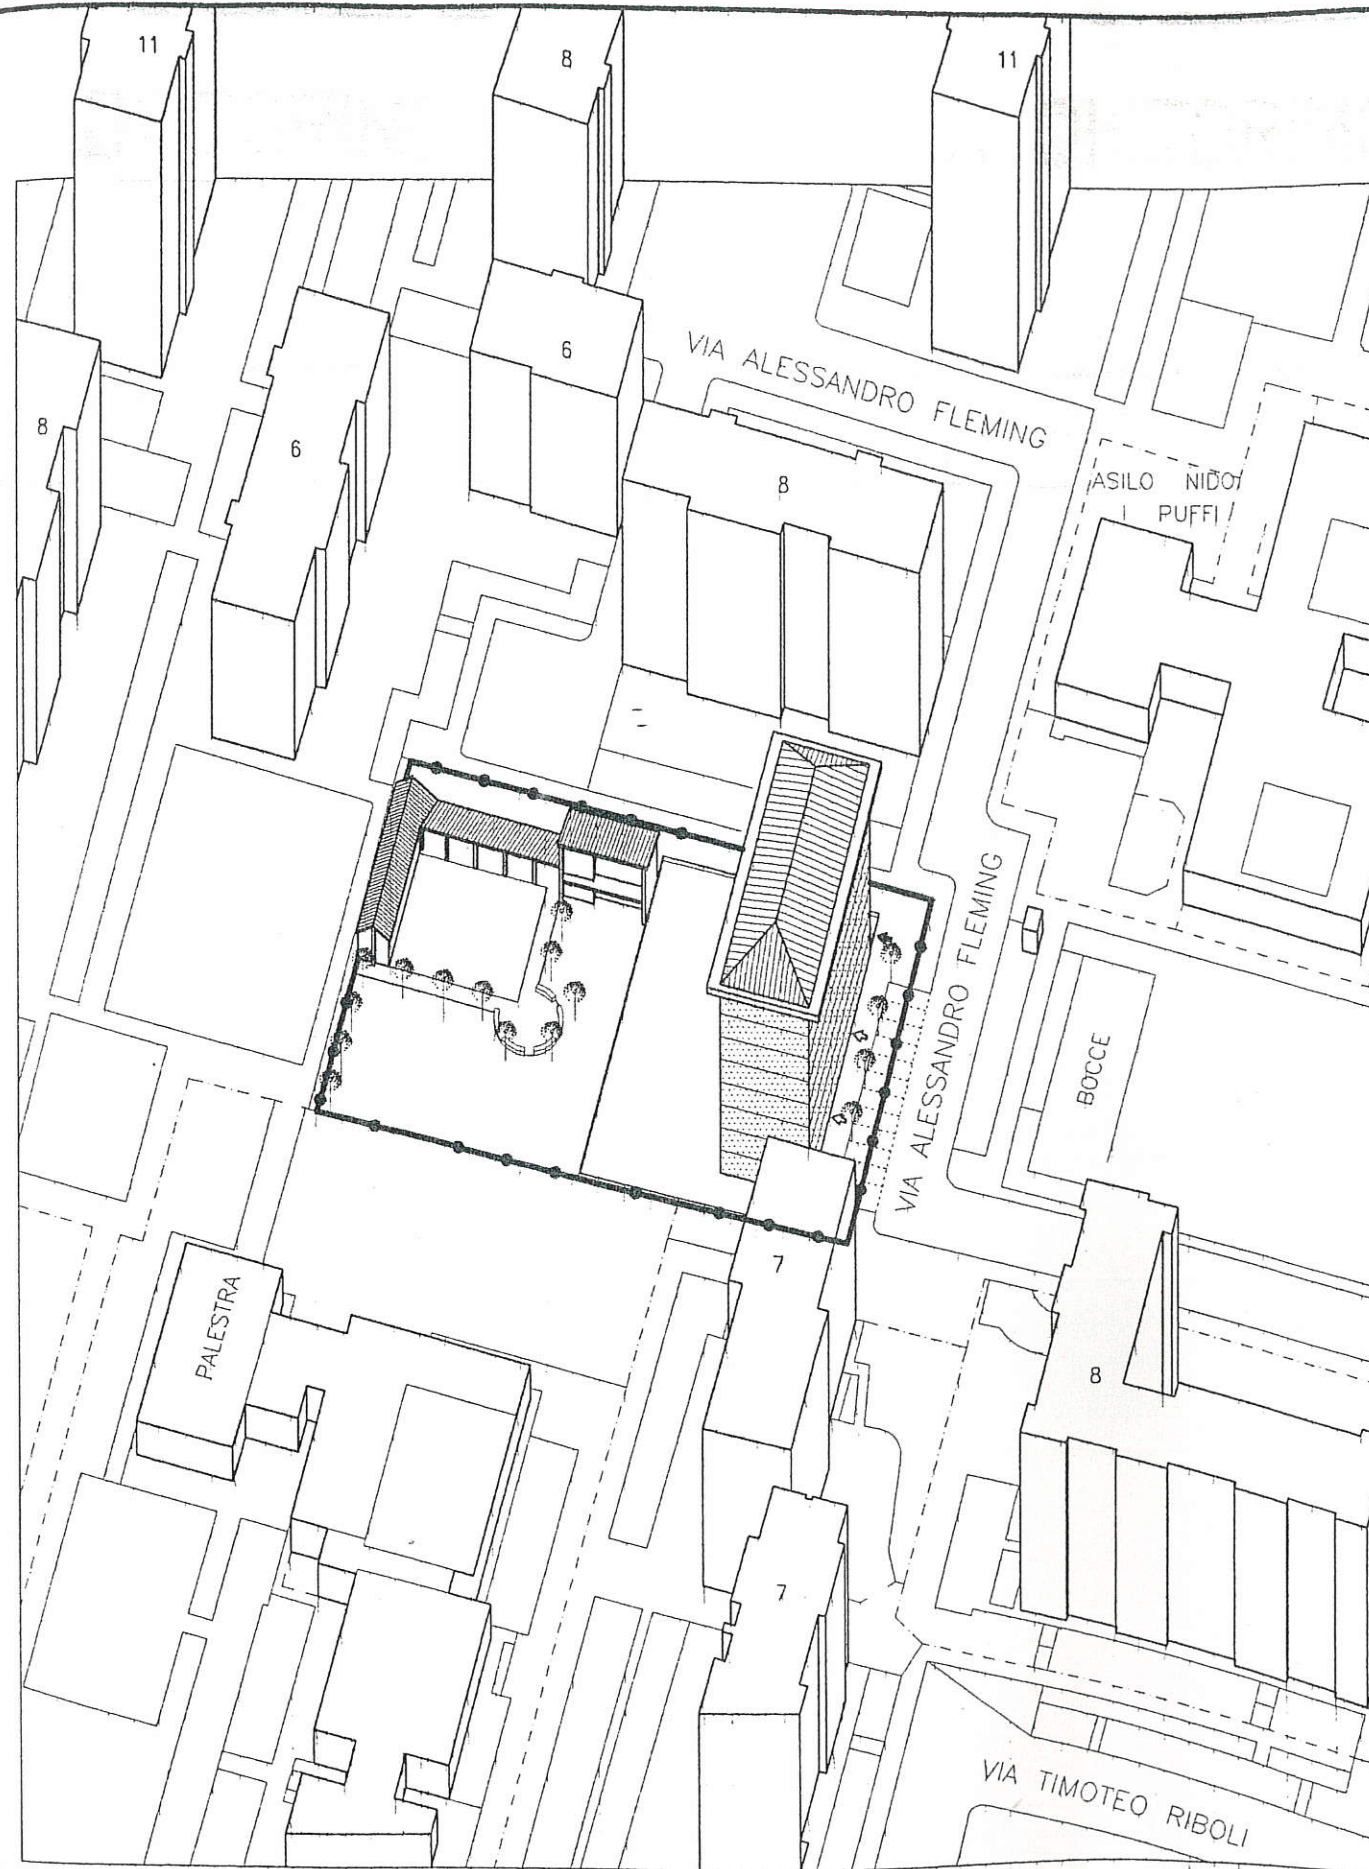 11
8
11
VIA ALESSANDRO FLEMING
6
8
6
8
ASILO NIDO
I PUFFI
VIA ALESSANDRO FLEMING
BOCCE
7
PALESTRA
8
7
VIA TIMOTEO RIBOLI